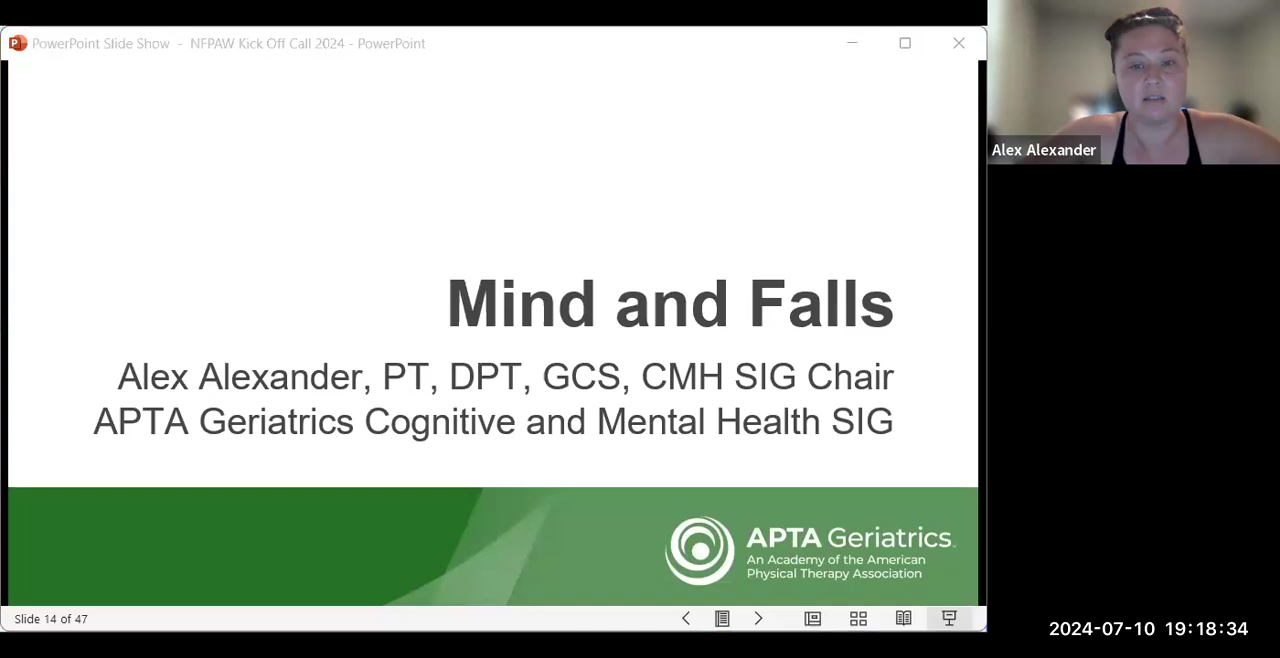 PowerPoint Slide Show - NFPAW Kick Off Call 2024 - PowerPoint
Alex Alexander
Mind and Falls
Alex Alexander, PT, DPT, GCS, CMH SIG Chair
APTA Geriatrics Cognitive and Mental Health SIG
APTA Geriatrics
An Academy of the American
Physical Therapy Association
Slide 14 of 47
2024-07-10 19:18:34